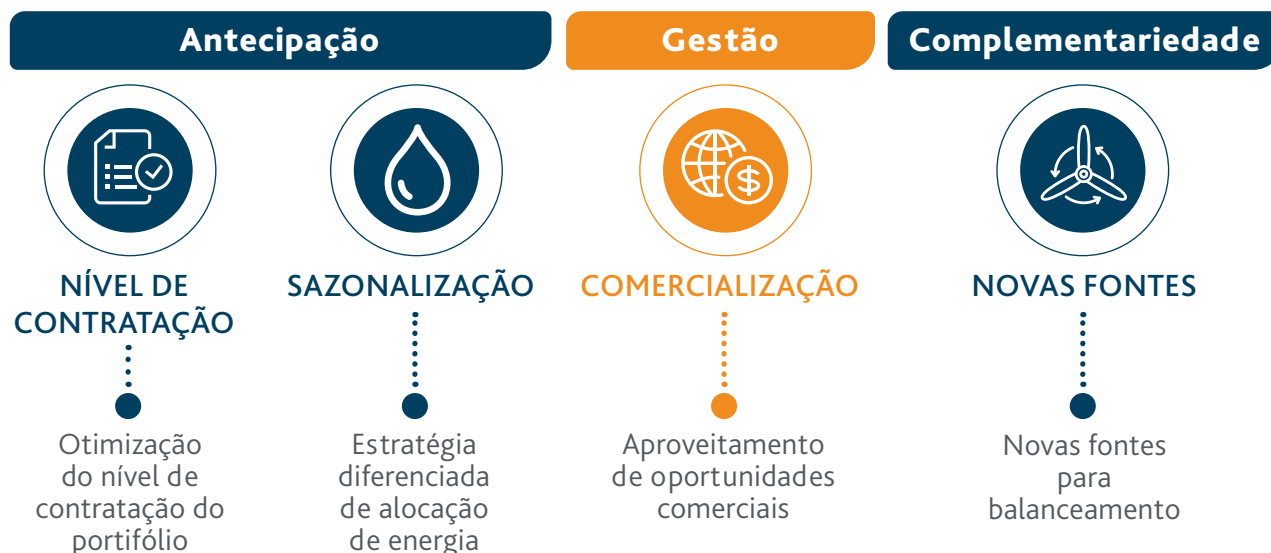 Antecipação
Gestão
Complementariedade
$
NÍVEL DE
CONTRATAÇÃO
SAZONALIZAÇÃO
COMERCIALIZAÇÃO
NOVAS FONTES
Otimização
do nível de
contratação do
portifólio
Estratégia
diferenciada
de alocação
de energia
Aproveitamento
de oportunidades
comerciais
Novas fontes
para
balanceamento